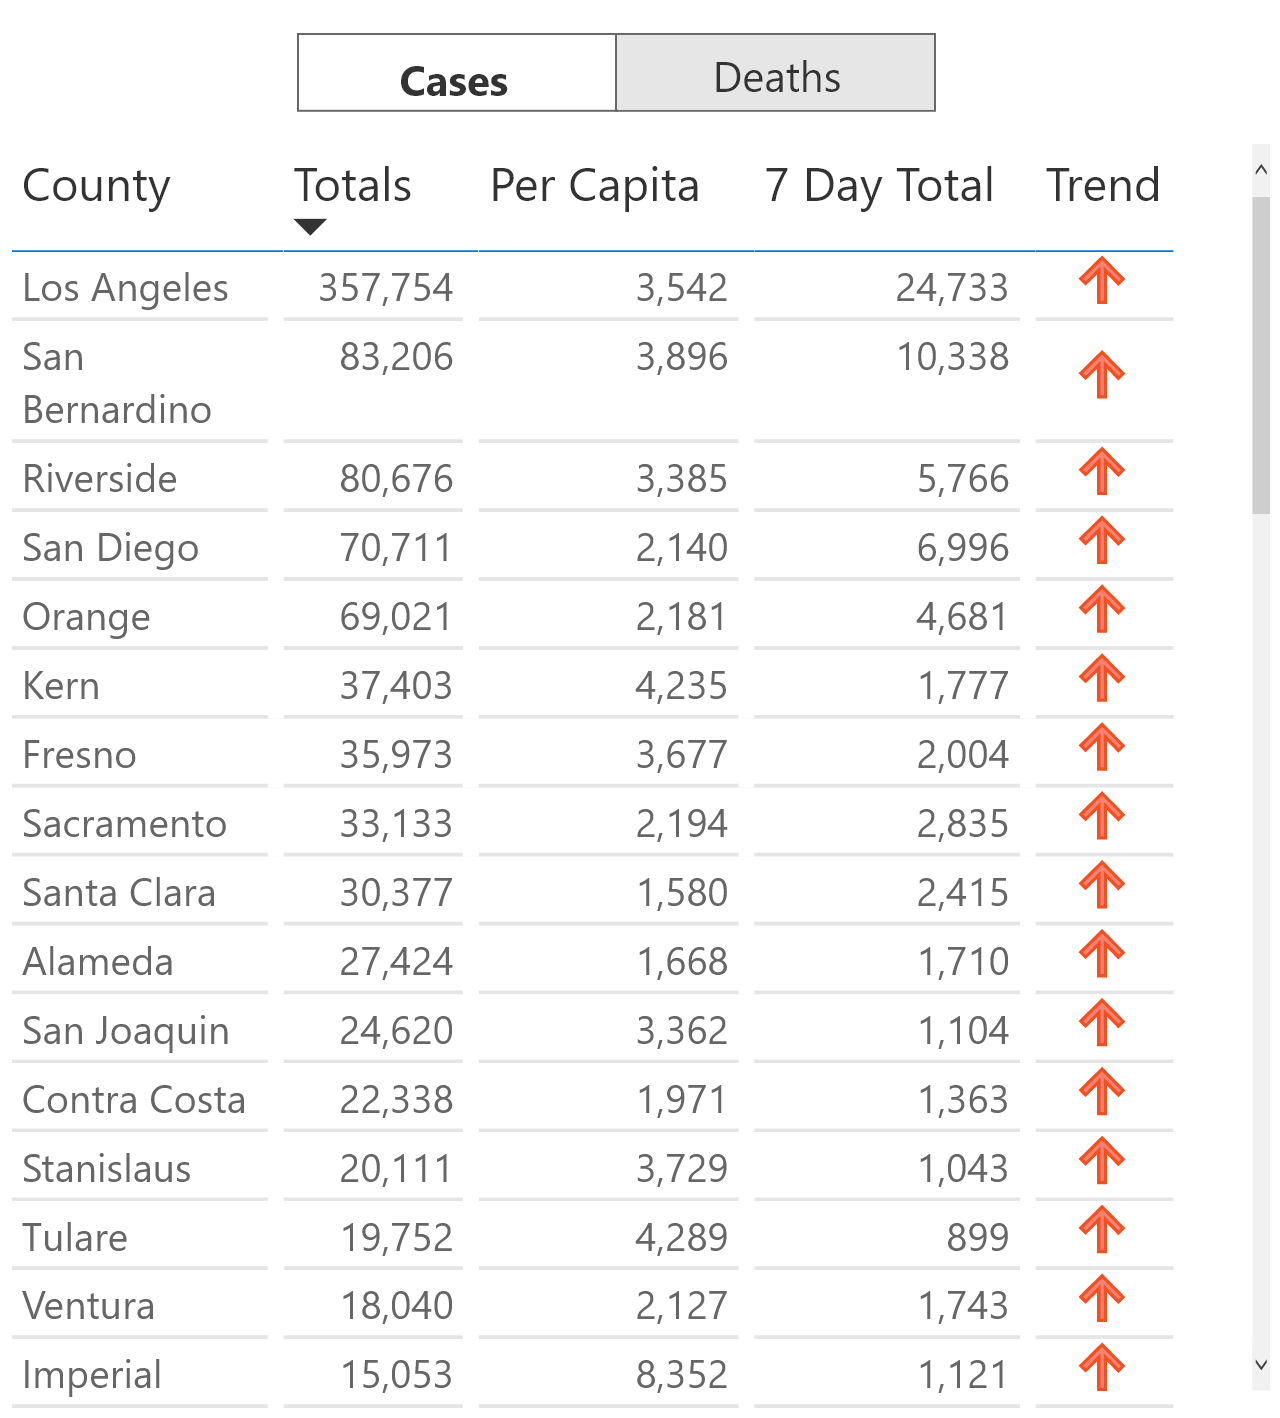 Cases Deaths
County Totals Per Capita 7 Day Total Trend
Los Angeles 357,754 3,542 24,733
San 83,206 3,896 10,338
Bernardino
Riverside 80,676 3,385 5,766
San Diego 70,711 2,140 6,996
Orange 69,021 2,181 4,681
Kern 37,403 4,235 1,777
Fresno 35,973 3,677 2,004
Sacramento 33,133 2,194 2,835
Santa Clara 30,377 1,580 2,415
Alameda 27,424 1,668 1,710
San Joaquin 24,620 3,362 1,104
Contra Costa 22,338 1,971 1,363
Stanislaus 20,111 3,729 1,043
Tulare 19,752 4,289 899
Ventura 18,040 2,127 1,743
Imperial 15,053 8,352 1,121